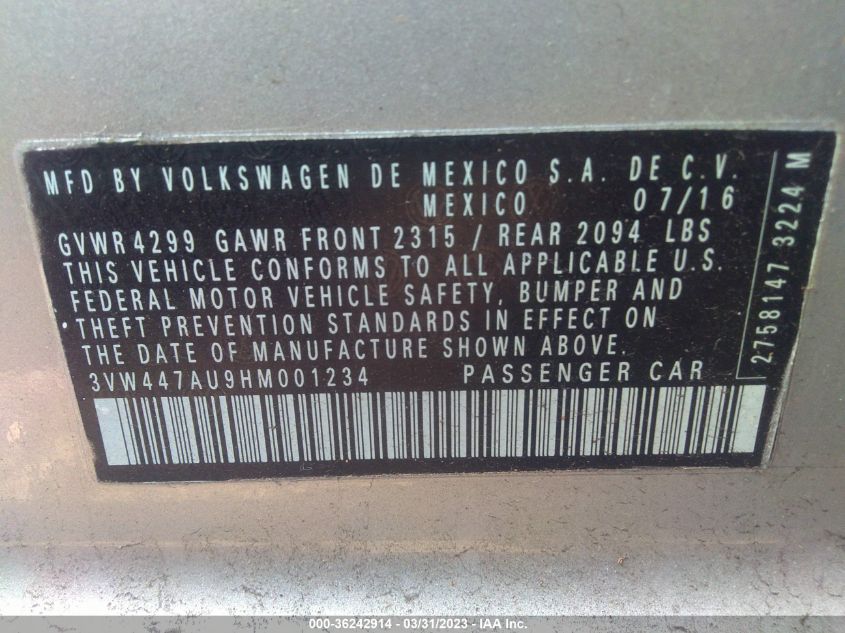 MFD BY VOLKSWAGEN DE MEXICO S.A. DE C.V.
MEXICO 07/16
GVWR 4299 GAWR FRONT 2315 / REAR 2094 LBS
THIS VEHICLE CONFORMS TO ALL APPLICABLE U.S.
FEDERAL MOTOR VEHICLE SAFETY, BUMPER AND
THEFT PREVENTION STANDARDS IN EFFECT ON
THE DATE OF MANUFACTURE SHOWN ABOVE.
3VW447AU9HM001234 PASSENGER CAR
2758147 3224 M
000-36242914 - 03/31/2023 - IAA Inc.